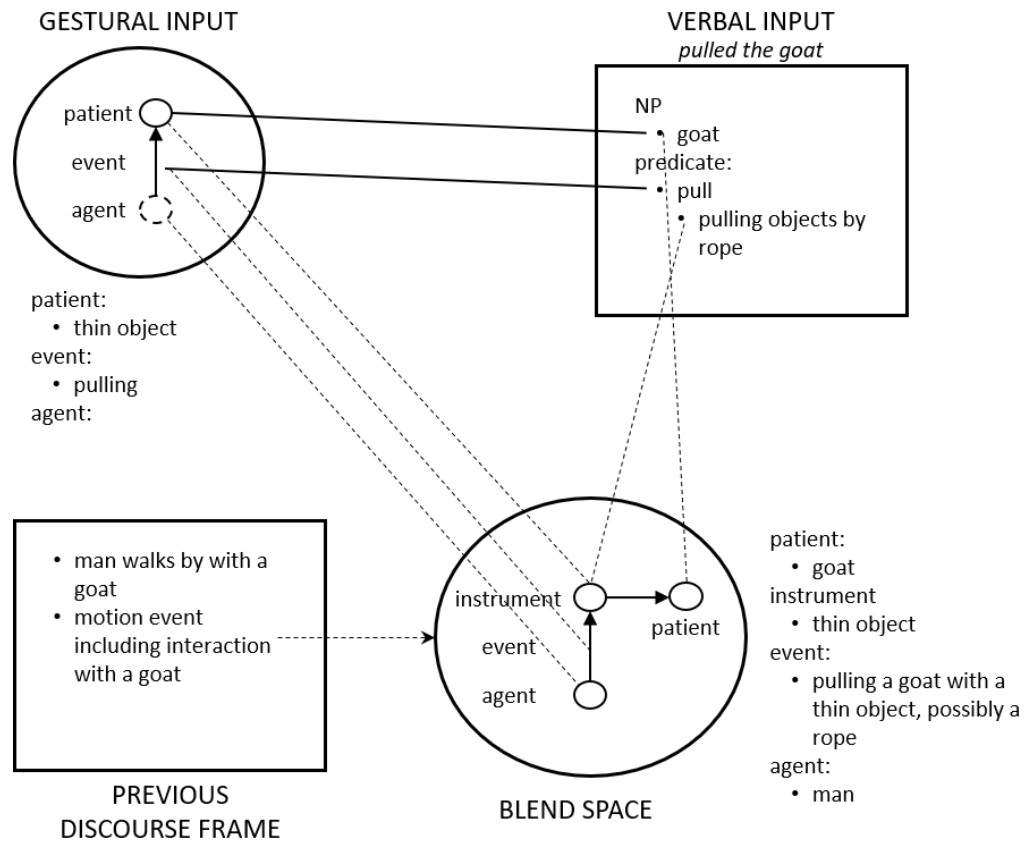 GESTURAL INPUT
patient
event
agent
patient:
• thin object
event:
• pulling
agent:
VERBAL INPUT
pulled the goat
NP
• goat
predicate:
• pull
• pulling objects by
rope
• man walks by with a
goat
• motion event
including interaction
with a goat
PREVIOUS
DISCOURSE FRAME
instrument
patient
event
agent
BLEND SPACE
patient:
• goat
instrument
• thin object
event:
• pulling a goat with a
thin object, possibly a
rope
agent:
• man